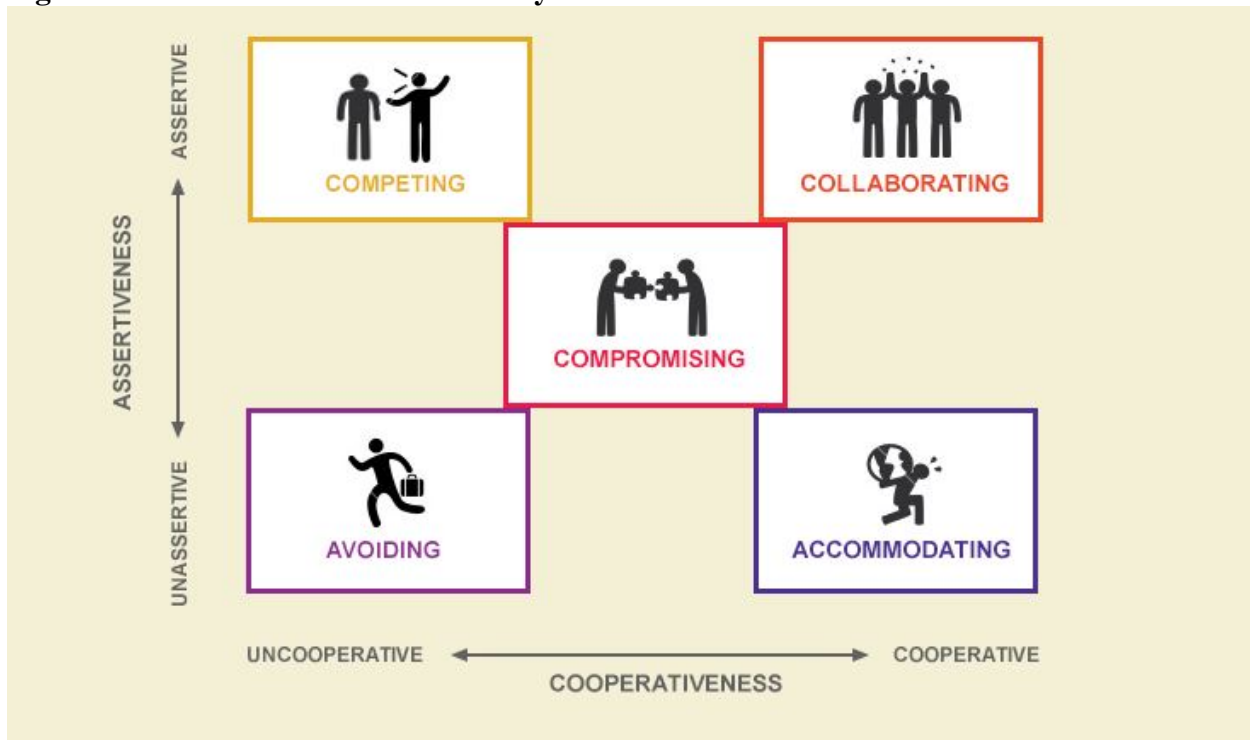 ASSERTIVE
COMPETING
COLLABORATING
ASSERTIVENESS
COMPROMISING
UNASSERTIVE
AVOIDING
ACCOMMODATING
UNCOOPERATIVE
COOPERATIVE
COOPERATIVENESS